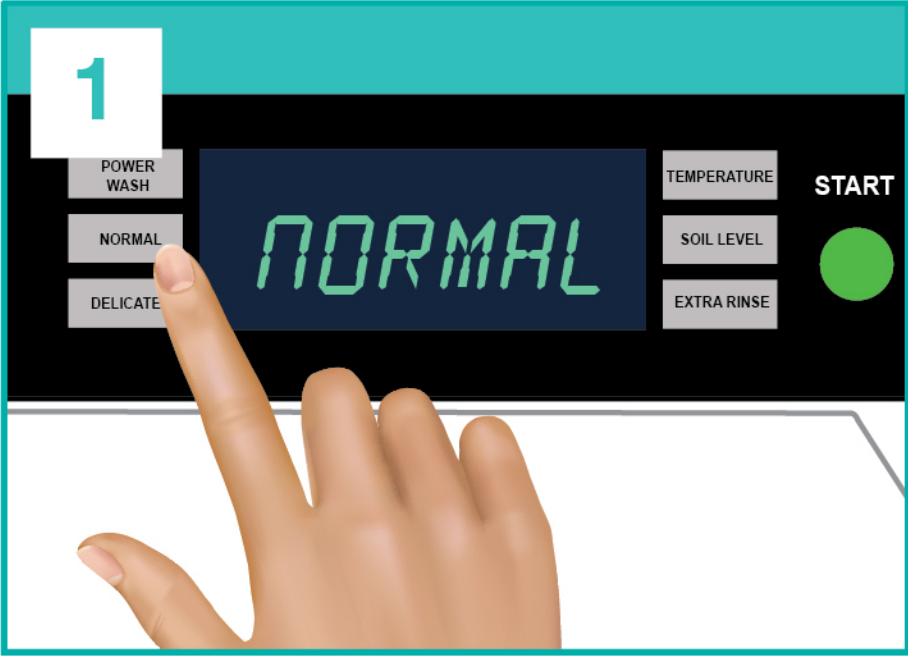 1
POWER
WASH
NORMAL
DELICATE
NORMAL
TEMPERATURE
SOIL LEVEL
EXTRA RINSE
START